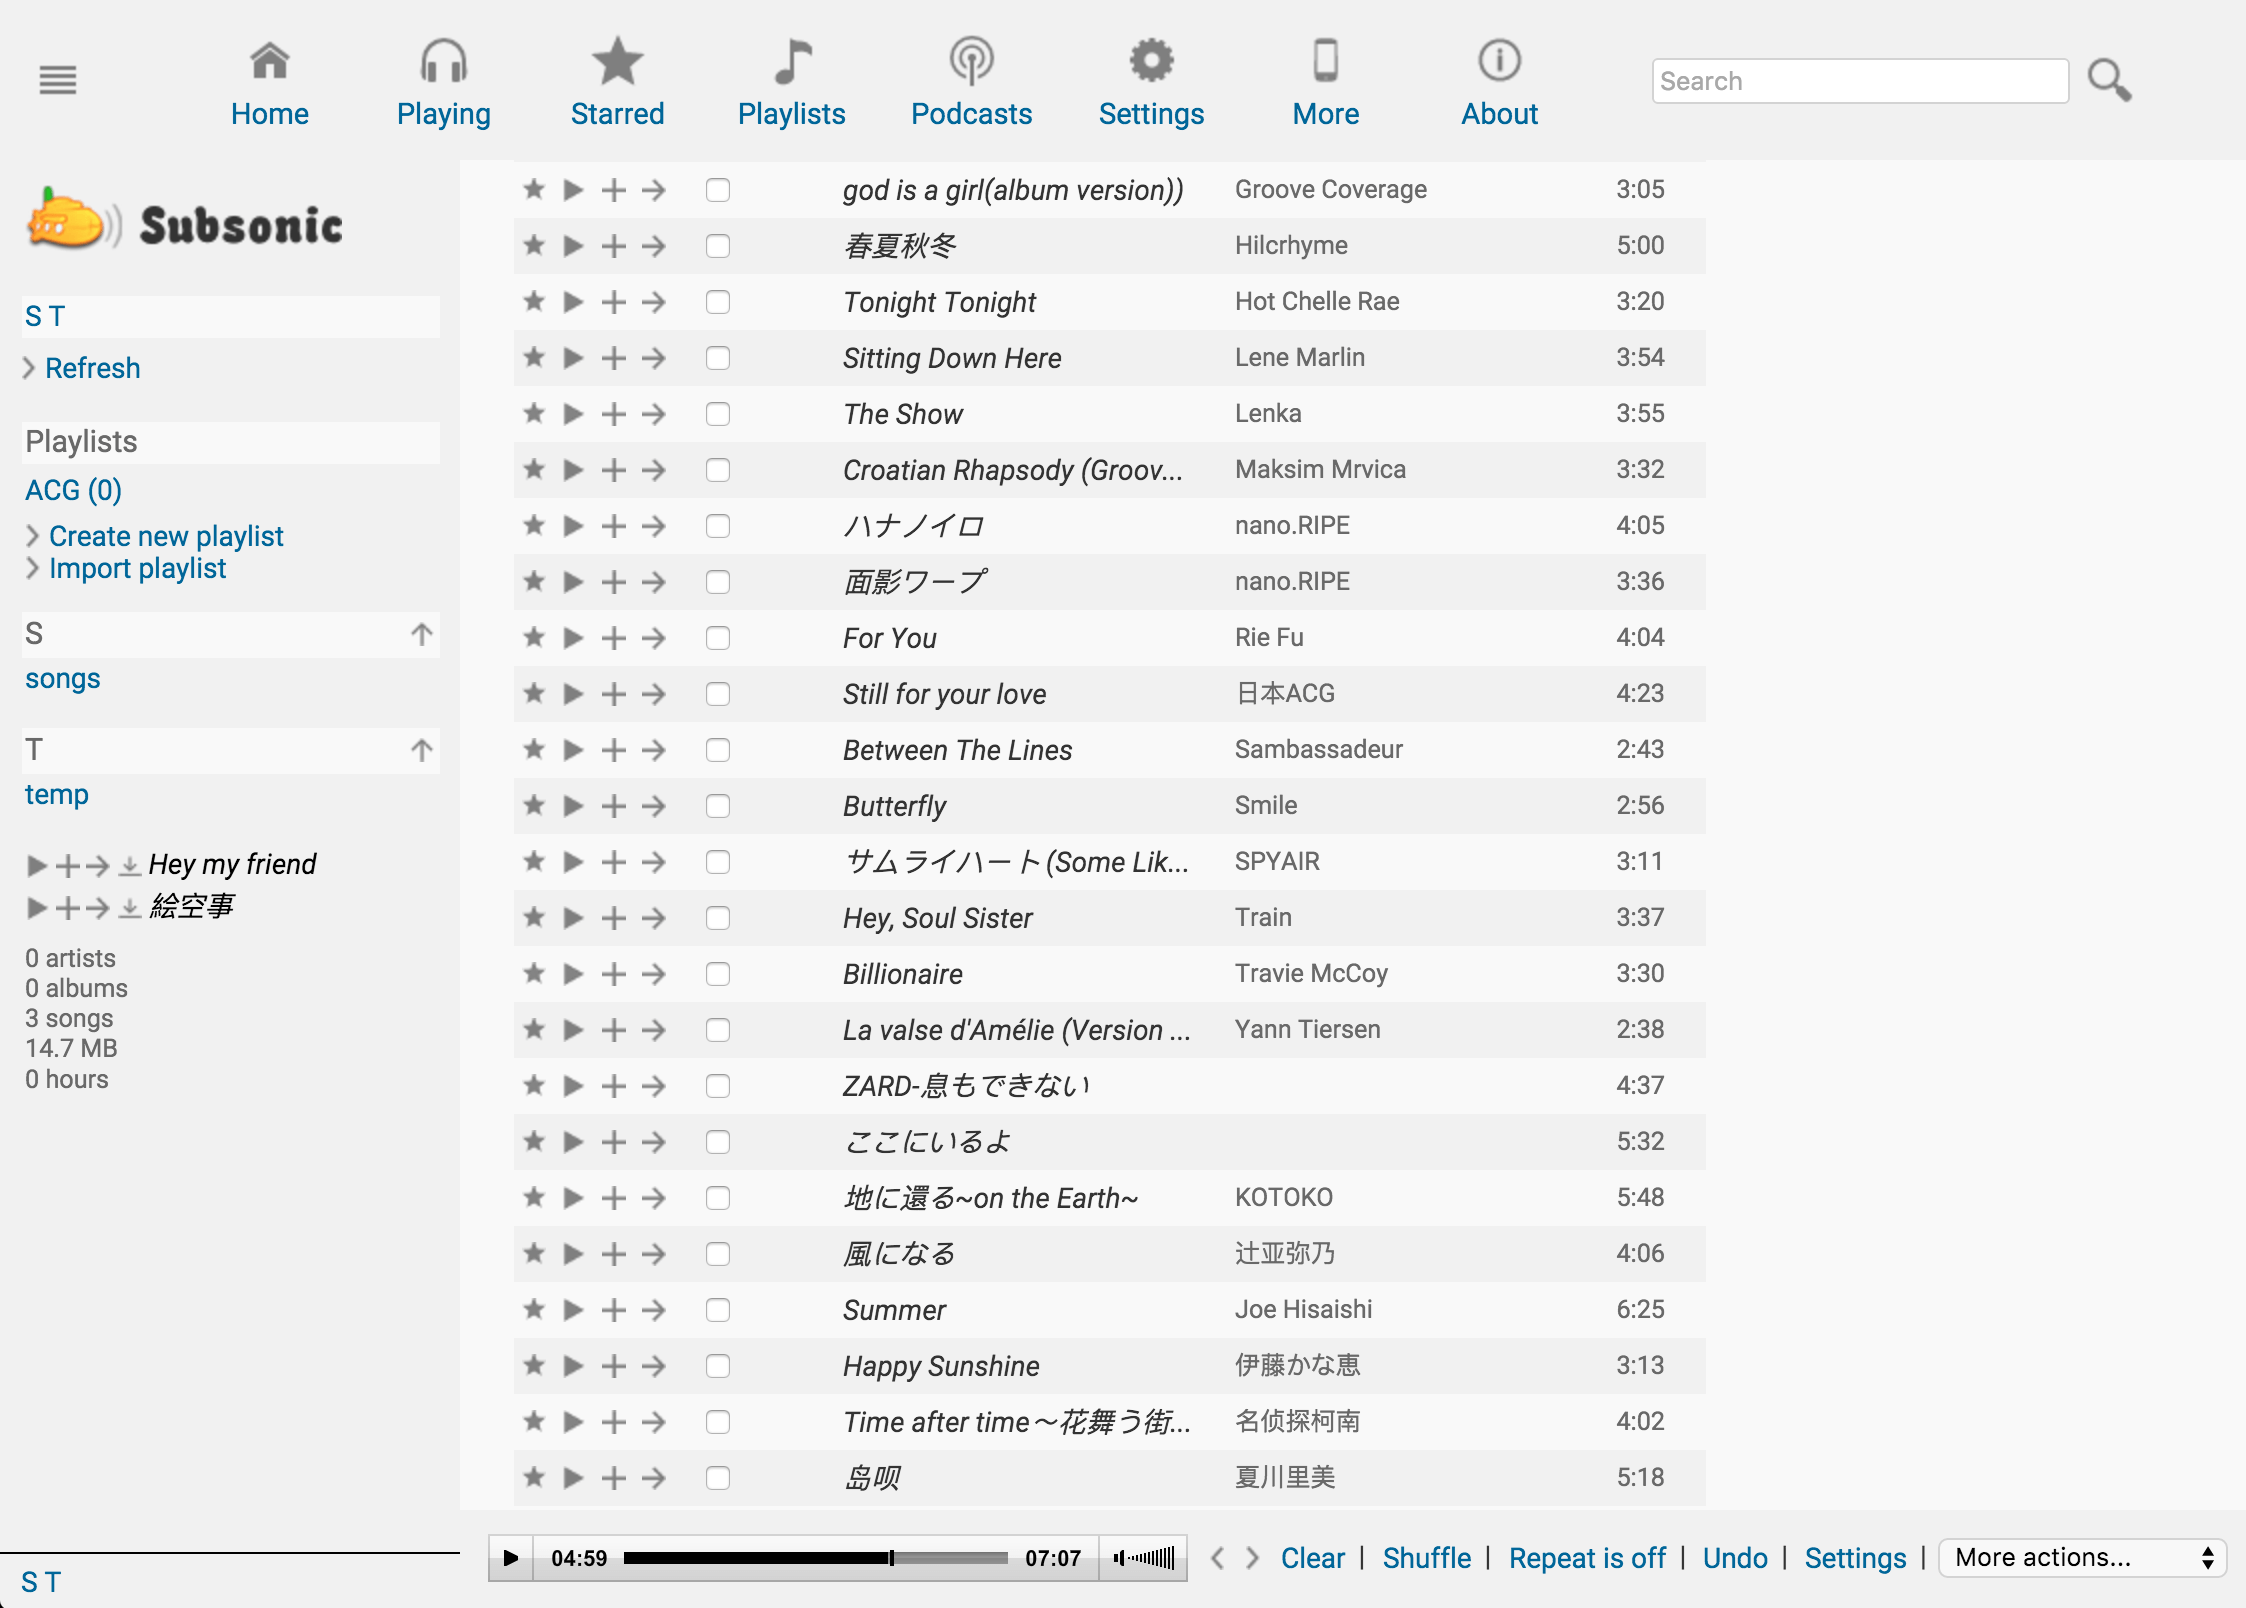 Home Playing Starred Playlists Podcasts Settings More About Search
Subsonic
S T
Refresh
Playlists
ACG (0)
Create new playlist
Import playlist
S
songs
T
temp
Hey my friend
絵空事
0 artists
0 albums
3 songs
14.7 MB
0 hours
S T
god is a girl(album version)) Groove Coverage 3:05
春夏秋冬 Hilcrhyme 5:00
Tonight Tonight Hot Chelle Rae 3:20
Sitting Down Here Lene Marlin 3:54
The Show Lenka 3:55
Croatian Rhapsody (Groov... Maksim Mrvica 3:32
ハナノイロ nano.RIPE 4:05
面影ワープ nano.RIPE 3:36
For You Rie Fu 4:04
Still for your love 日本ACG 4:23
Between The Lines Sambassadeur 2:43
Butterfly Smile 2:56
サムライハート(Some Lik... SPYAIR 3:11
Hey, Soul Sister Train 3:37
Billionaire Travie McCoy 3:30
La valse d'Amélie (Version ... Yann Tiersen 2:38
ZARD-息もできない 4:37
ここにいるよ 5:32
地に還る~on the Earth~ KOTOKO 5:48
風になる 辻亚弥乃 4:06
Summer Joe Hisaishi 6:25
Happy Sunshine 伊藤かな恵 3:13
Time after time～花舞う街... 名侦探柯南 4:02
岛呗 夏川里美 5:18
04:59 07:07 Clear | Shuffle | Repeat is off | Undo | Settings | More actions...